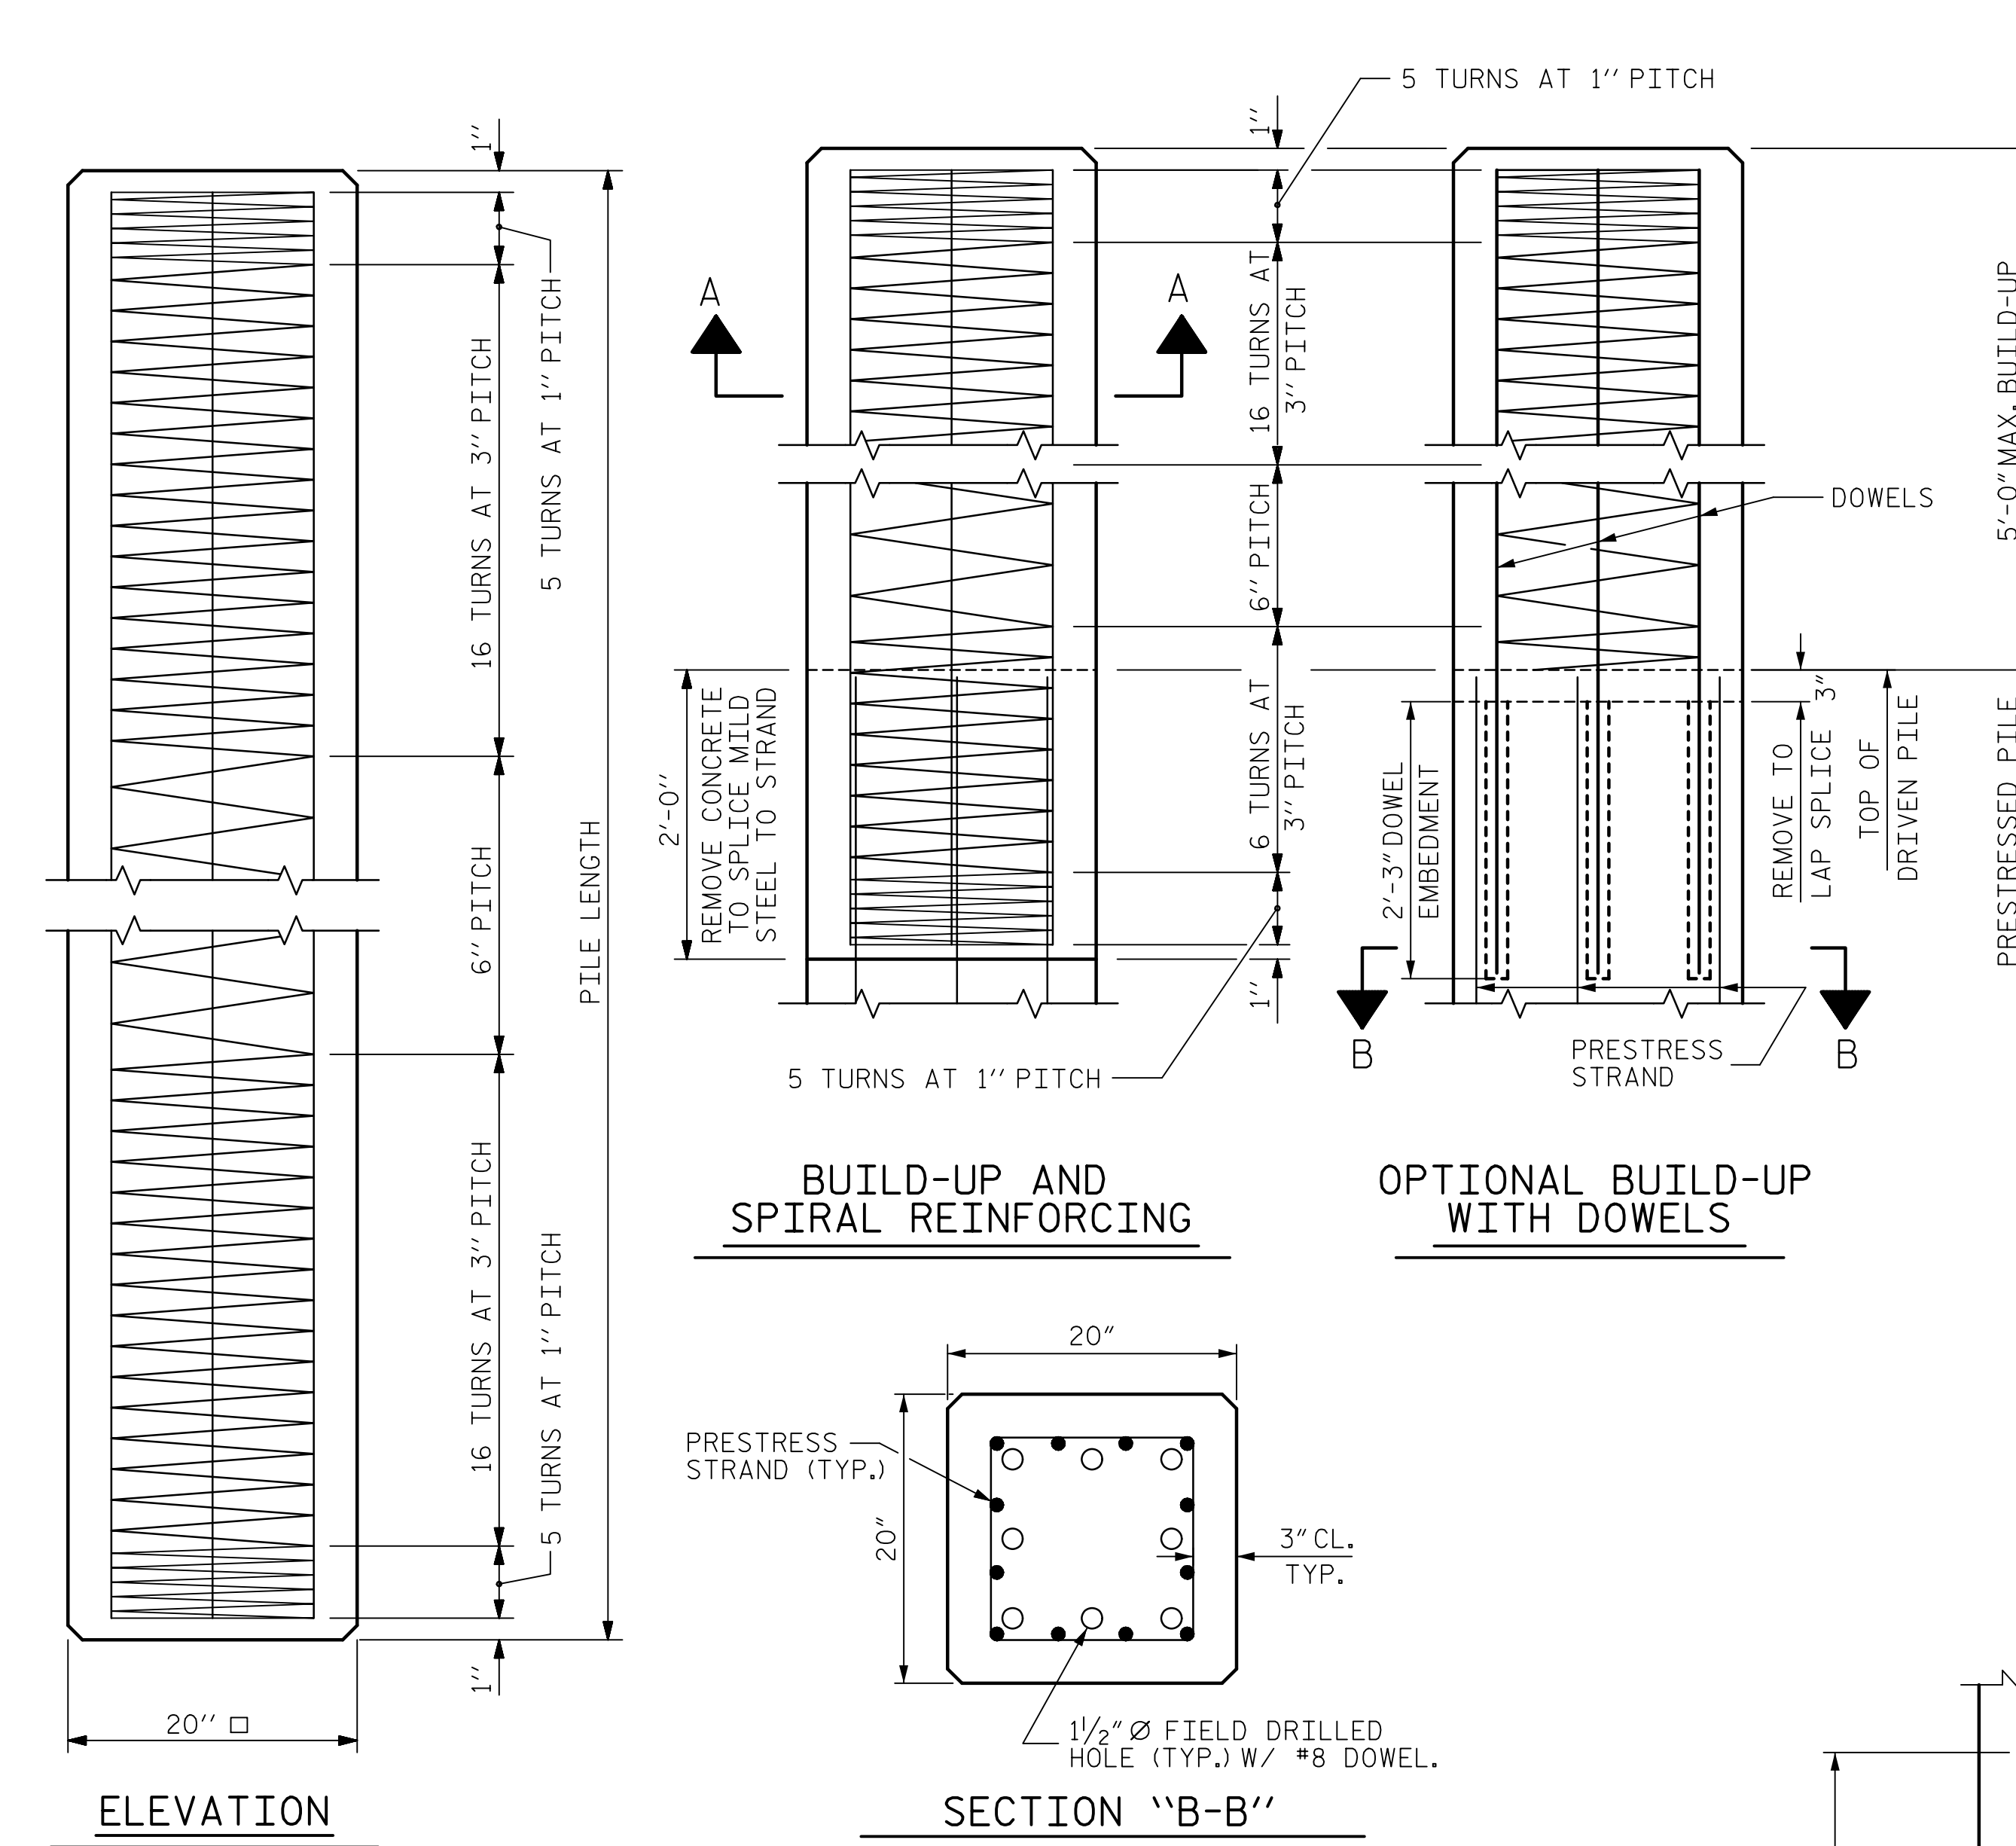 1''
5 TURNS AT 1'' PITCH
16 TURNS AT 3'' PITCH
6'' PITCH
PILE LENGTH
16 TURNS AT 3'' PITCH
5 TURNS AT 1'' PITCH
1''
20'' □
ELEVATION
5 TURNS AT 1'' PITCH
1''
A
A
16 TURNS AT
3'' PITCH
6'' PITCH
6 TURNS AT
3'' PITCH
1''
2'-0''
REMOVE CONCRETE
TO SPLICE MILD
STEEL TO STRAND
5 TURNS AT 1'' PITCH
BUILD-UP AND
SPIRAL REINFORCING
DOWELS
5'-0" MAX. BUILD-UP
PRESTRESSED PILE
3"
REMOVE TO
LAP SPLICE
TOP OF
DRIVEN PILE
2'-3" DOWEL
EMBEDMENT
B
B
PRESTRESS
STRAND
OPTIONAL BUILD-UP
WITH DOWELS
20"
20"
PRESTRESS
STRAND (TYP.)
3" CL.
TYP.
1 1/2" Ø FIELD DRILLED
HOLE (TYP.) W/ #8 DOWEL.
SECTION "B-B"